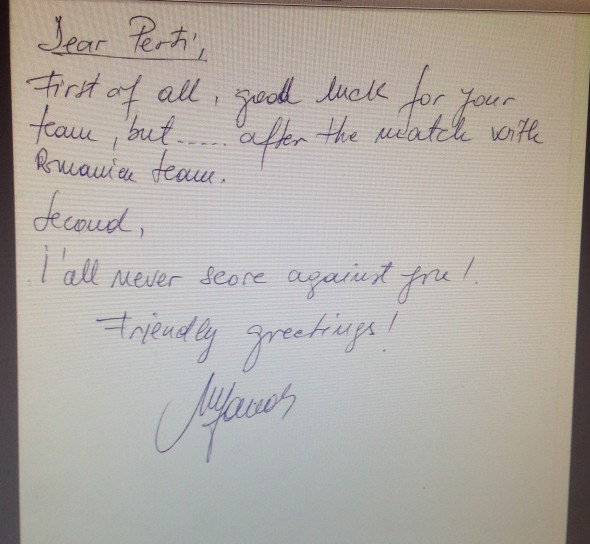 Dear Perti,
First of all, good luck for your
team, but..... after the match with
Romanian team.
Second,
i'all never score against you!
Friendly greetings!